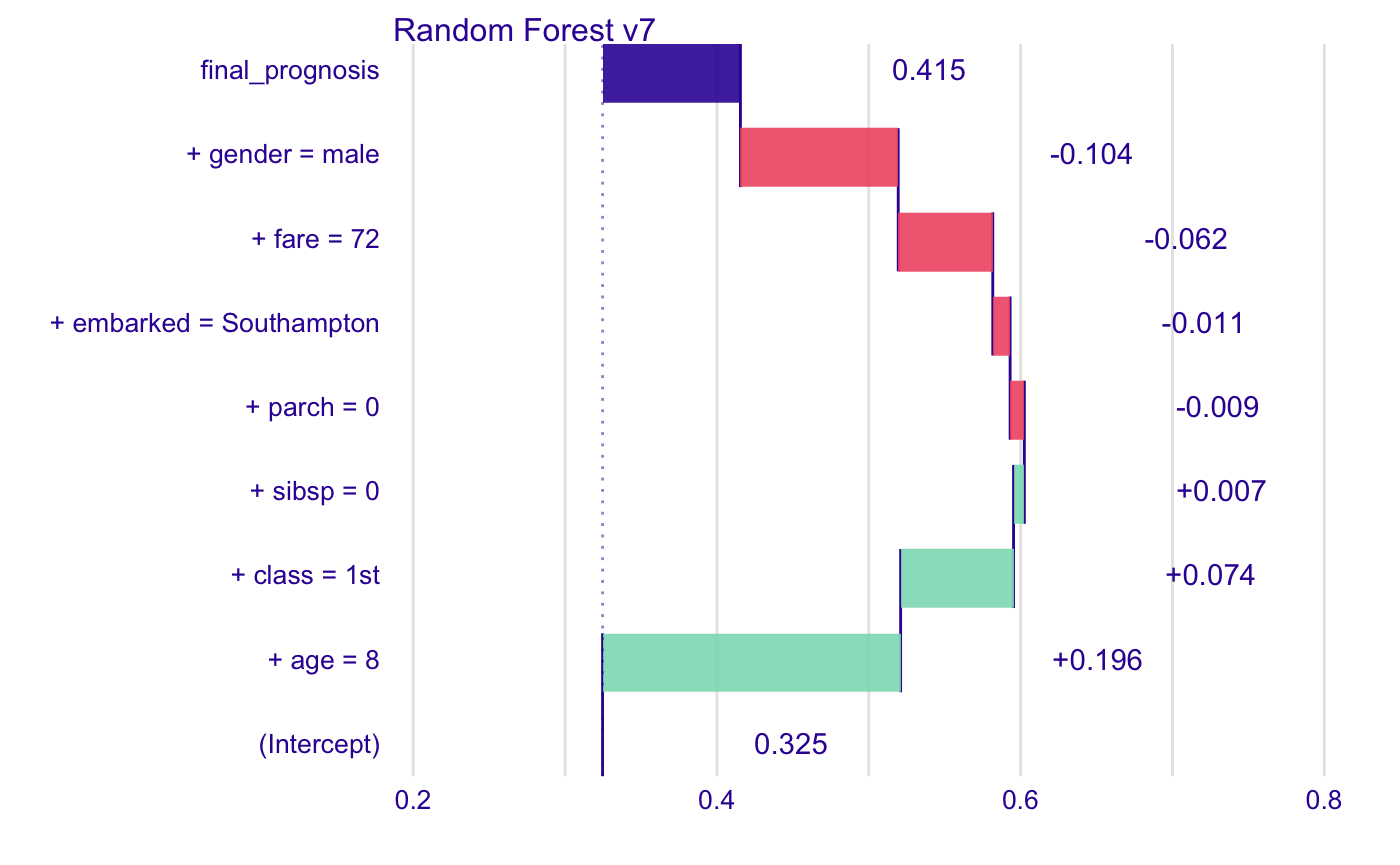 Random Forest v7
final_prognosis 0.415
+ gender = male -0.104
+ fare = 72 -0.062
+ embarked = Southampton -0.011
+ parch = 0 -0.009
+ sibsp = 0 +0.007
+ class = 1st +0.074
+ age = 8 +0.196
(Intercept) 0.325
0.2 0.4 0.6 0.8